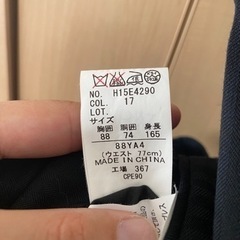 NO. H15E4290
COL. 17
LOT.
サイズ
胸囲 胴囲 身長
88 74 165
88YA4
(ウエスト 77cm)
MADE IN CHINA
工場 367
CPE90